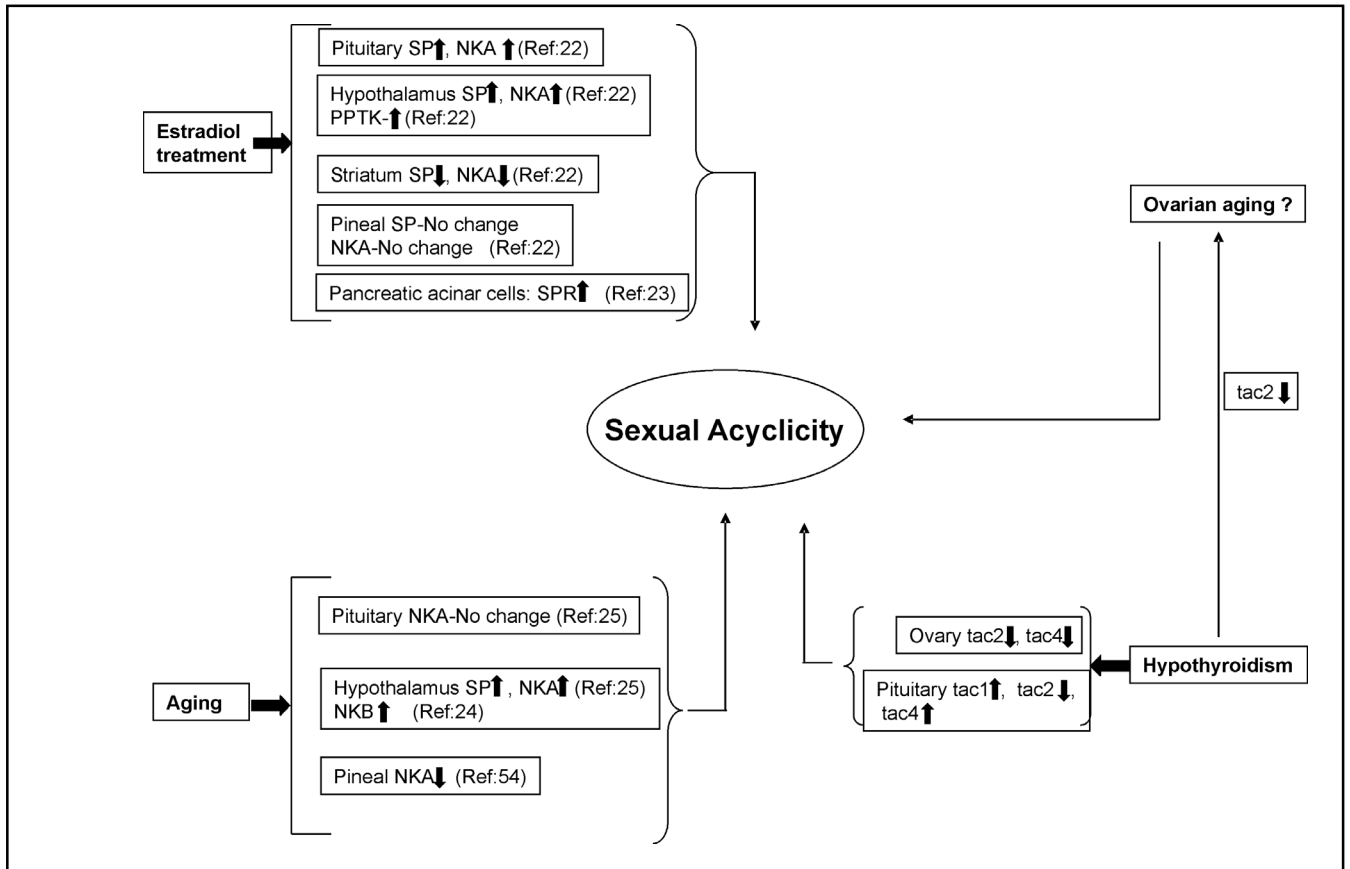 Estradiol
treatment
Pituitary SP⬆, NKA ⬆ (Ref:22)
Hypothalamus SP⬆, NKA⬆ (Ref:22)
PPTK-⬆ (Ref:22)
Striatum SP⬇, NKA⬇ (Ref:22)
Pineal SP-No change
NKA-No change (Ref:22)
Pancreatic acinar cells: SPR⬆ (Ref:23)
Ovarian aging ?
tac2⬇
Sexual Acyclicity
Aging
Pituitary NKA-No change (Ref:25)
Hypothalamus SP⬆ , NKA⬆ (Ref:25)
NKB⬆ (Ref:24)
Pineal NKA⬇ (Ref:54)
Ovary tac2⬇, tac4⬇
Pituitary tac1⬆, tac2⬇,
tac4⬆
Hypothyroidism